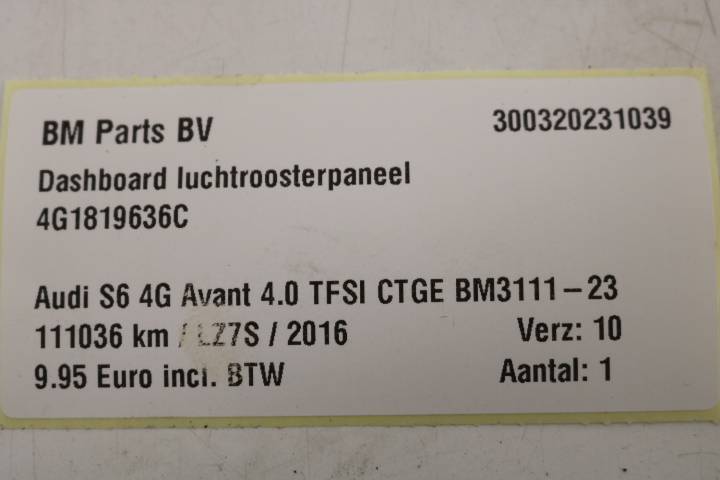 BM Parts BV 300320231039
Dashboard luchtroosterpaneel
4G1819636C
Audi S6 4G Avant 4.0 TFSI CTGE BM3111-23
111036 km / LZ7S / 2016 Verz: 10
9.95 Euro incl. BTW Aantal: 1